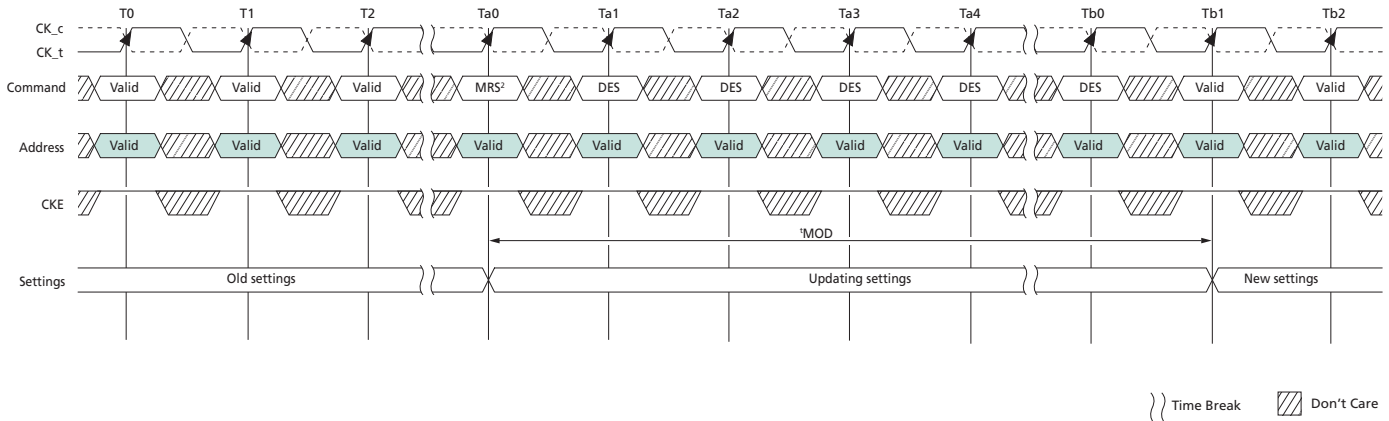 T0 T1 T2 Ta0 Ta1 Ta2 Ta3 Ta4 Tb0 Tb1 Tb2
CK_c
CK_t
Command Valid Valid Valid MRS² DES DES DES DES DES Valid Valid
Address Valid Valid Valid Valid Valid Valid Valid Valid Valid Valid Valid
CKE
ᵗMOD
Settings Old settings Updating settings New settings
Time Break Don't Care